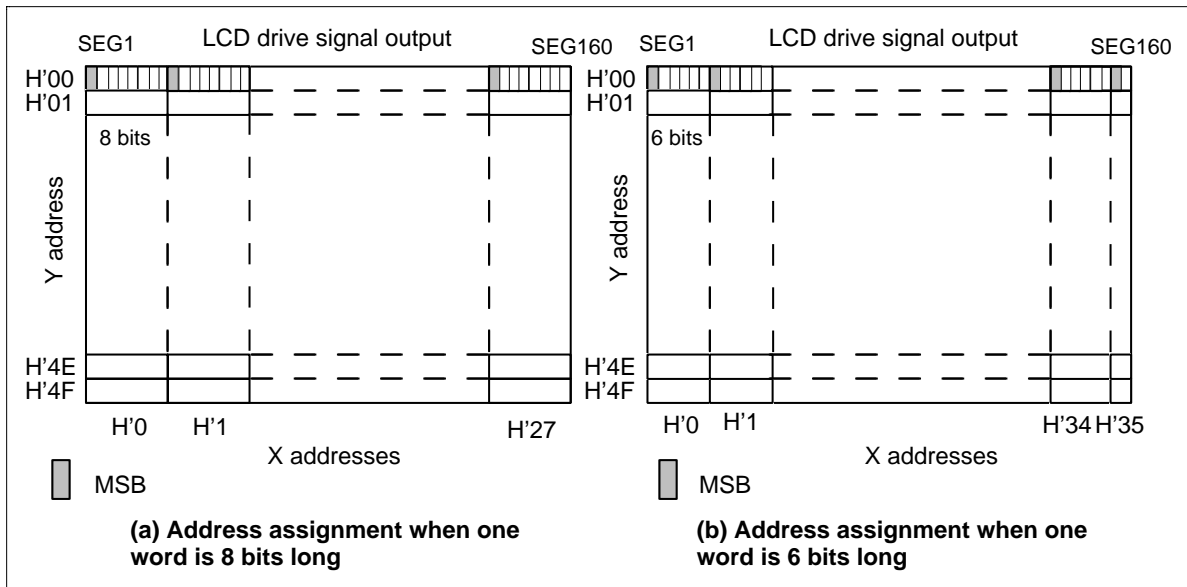 LCD drive signal output
SEG1
SEG160
H'00
H'01
8 bits
Y address
H'4E
H'4F
H'0
H'1
H'27
X addresses
MSB
(a) Address assignment when one
word is 8 bits long
LCD drive signal output
SEG1
SEG160
H'00
H'01
6 bits
Y address
H'4E
H'4F
H'0
H'1
H'34
H'35
X addresses
MSB
(b) Address assignment when one
word is 6 bits long